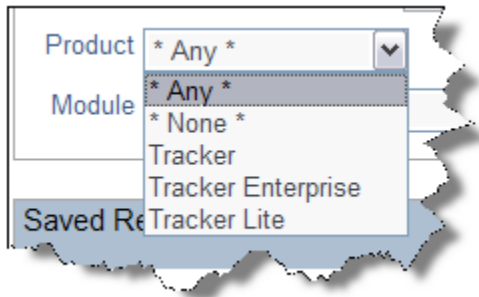 Product * Any *
* Any *
Module * None *
Tracker
Tracker Enterprise
Saved Re Tracker Lite